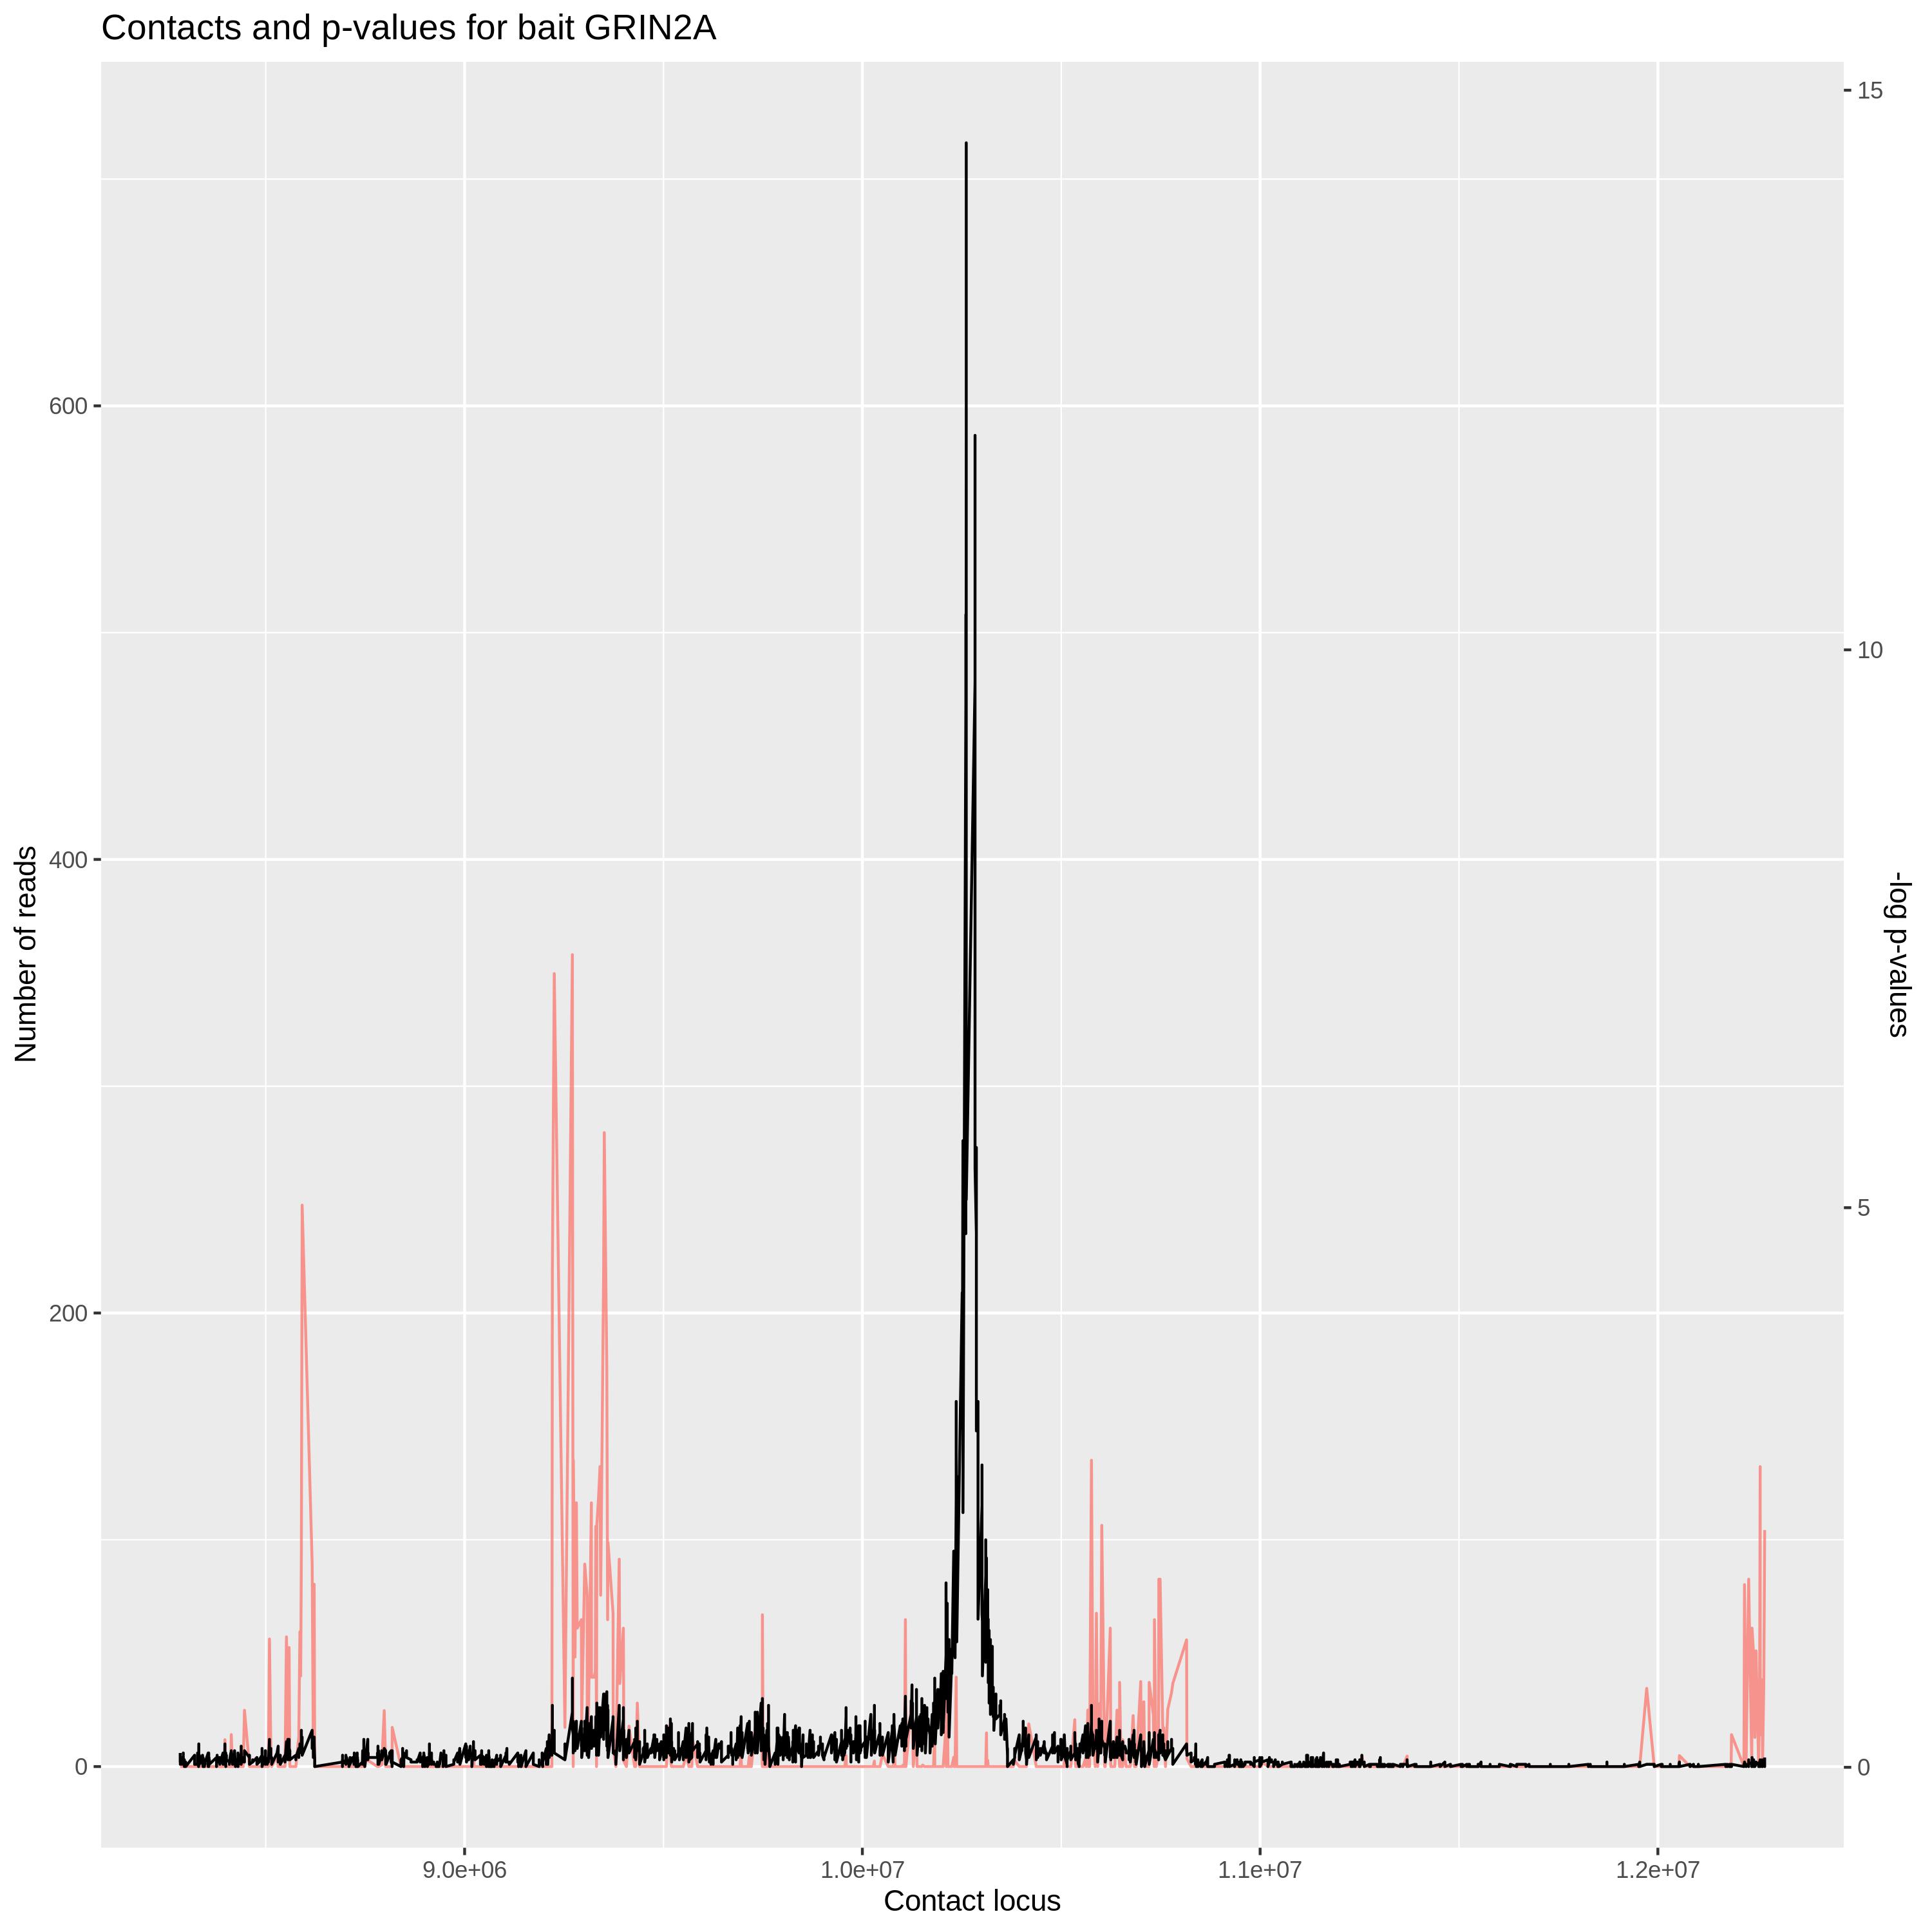 Contacts and p-values for bait GRIN2A
15
600
10
Number of reads
400
-log p-values
5
200
0
0
9.0e+06
1.0e+07
1.1e+07
1.2e+07
Contact locus